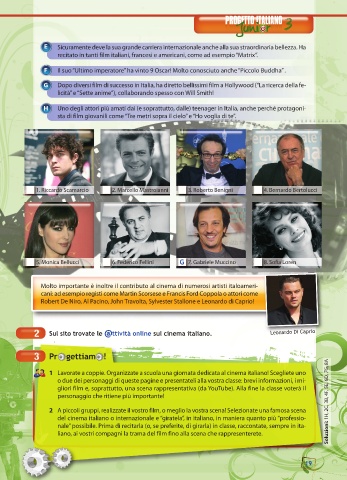 PROGETTO ITALIANO
Junior 3
E Sicuramente deve la sua grande carriera internazionale anche alla sua straordinaria bellezza. Ha
recitato in tanti film italiani, francesi e americani, come ad esempio "Matrix".
F Il suo "Ultimo imperatore" ha vinto 9 Oscar! Molto conosciuto anche "Piccolo Buddha".
G Dopo diversi film di successo in Italia, ha diretto bellissimi film a Hollywood ("La ricerca della fe-
licità" e "Sette anime"), collaborando spesso con Will Smith!
H Uno degli attori più amati dai (e soprattutto, dalle) teenager in Italia, anche perché protagoni-
sta di film giovanili come "Tre metri sopra il cielo" e "Ho voglia di te".
1. Riccardo Scamarcio
2. Marcello Mastroianni
3. Roberto Benigni
4. Bernardo Bertolucci
5. Monica Bellucci
6. Federico Fellini
G 7. Gabriele Muccino
8. Sofia Loren
Molto importante è inoltre il contributo al cinema di numerosi artisti italoameri-
cani: ad esempio registi come Martin Scorsese e Francis Ford Coppola o attori come
Robert De Niro, Al Pacino, John Travolta, Sylvester Stallone e Leonardo di Caprio!
Leonardo Di Caprio
2 Sul sito trovate le @ttività online sul cinema italiano.
3 Progettiamo!
1 Lavorate a coppie. Organizzate a scuola una giornata dedicata al cinema italiano! Scegliete uno
o due dei personaggi di queste pagine e presentateli alla vostra classe: brevi informazioni, i mi-
gliori film e, soprattutto, una scena rappresentativa (da YouTube). Alla fine la classe voterà il
personaggio che ritiene più importante!
2 A piccoli gruppi, realizzate il vostro film, o meglio la vostra scena! Selezionate una famosa scena
del cinema italiano o internazionale e "giratela", in italiano, in maniera quanto più "professio-
nale" possibile. Prima di recitarla (o, se preferite, di girarla) in classe, raccontate, sempre in ita-
liano, ai vostri compagni la trama del film fino alla scena che rappresenterete.